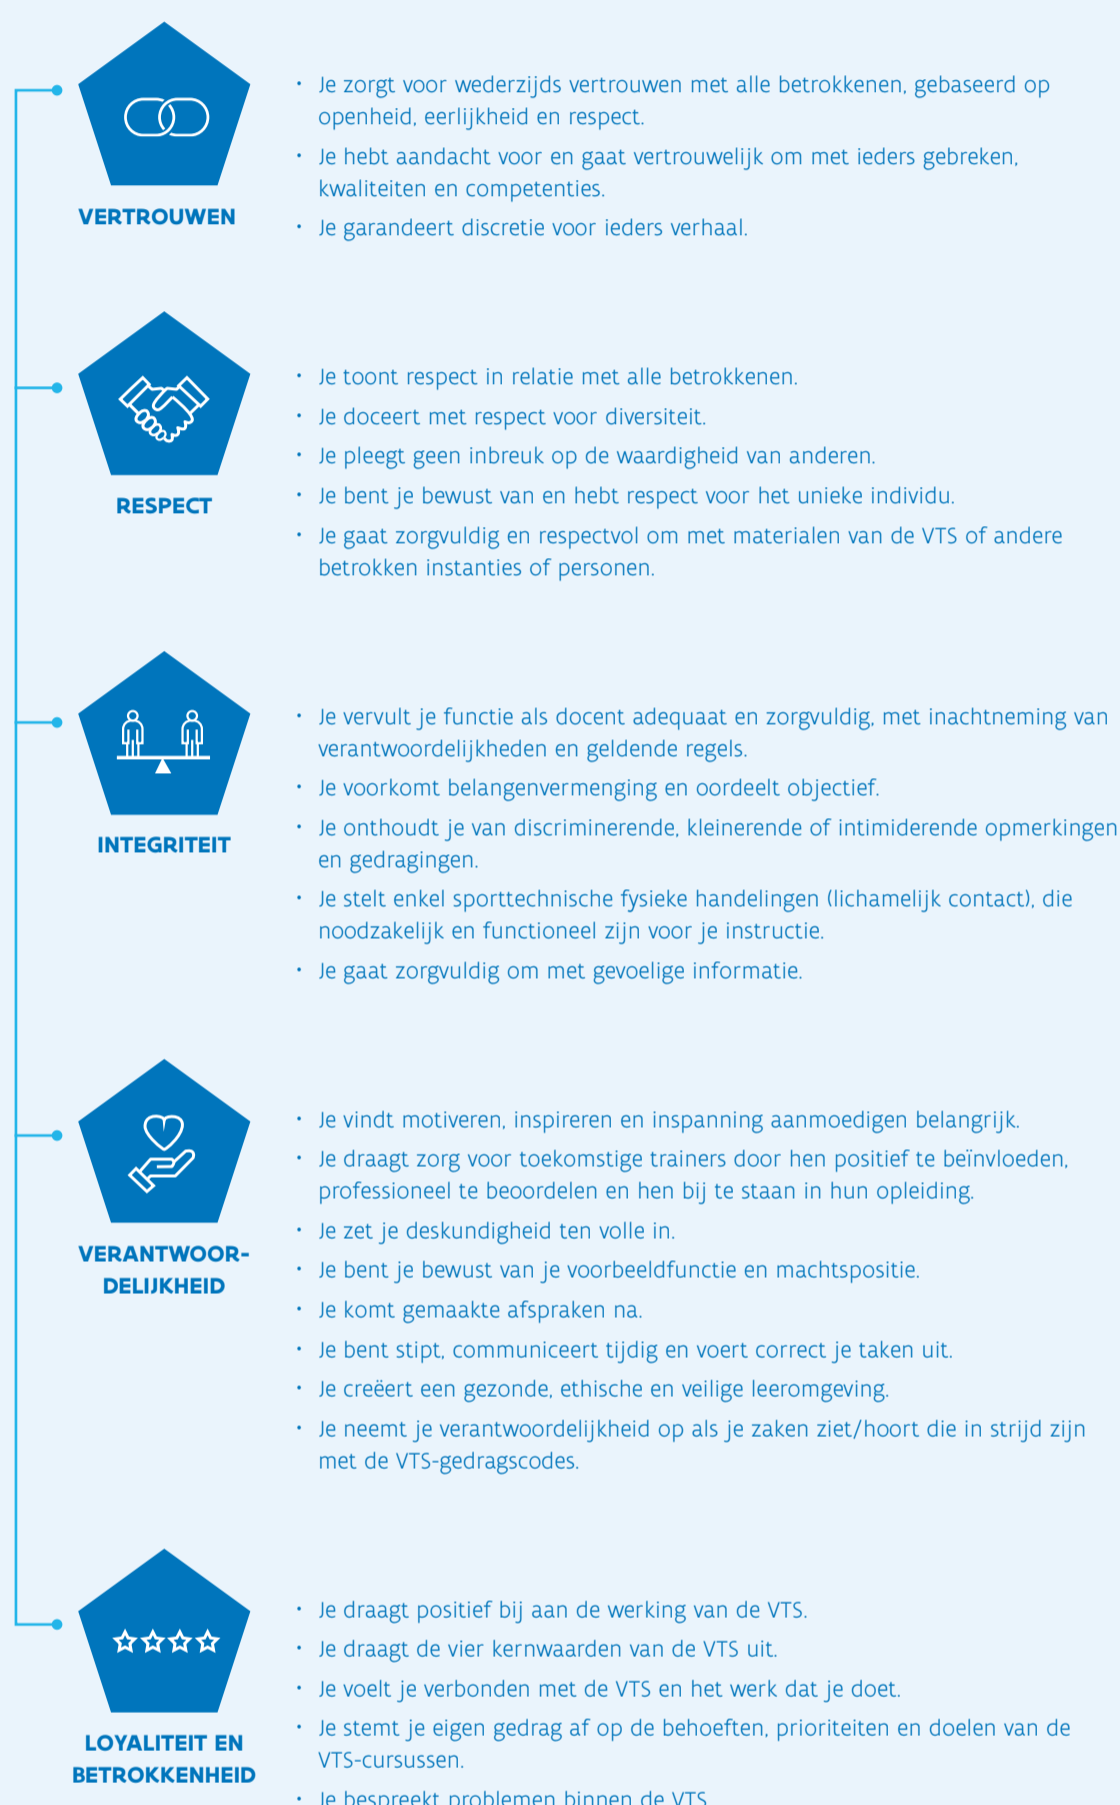 VERTROUWEN
• Je zorgt voor wederzijds vertrouwen met alle betrokkenen, gebaseerd op
openheid, eerlijkheid en respect.
• Je hebt aandacht voor en gaat vertrouwelijk om met ieders gebreken,
kwaliteiten en competenties.
• Je garandeert discretie voor ieders verhaal.
RESPECT
• Je toont respect in relatie met alle betrokkenen.
• Je doceert met respect voor diversiteit.
• Je pleegt geen inbreuk op de waardigheid van anderen.
• Je bent je bewust van en hebt respect voor het unieke individu.
• Je gaat zorgvuldig en respectvol om met materialen van de VTS of andere
betrokken instanties of personen.
INTEGRITEIT
• Je vervult je functie als docent adequaat en zorgvuldig, met inachtneming van
verantwoordelijkheden en geldende regels.
• Je voorkomt belangenvermenging en oordeelt objectief.
• Je onthoudt je van discriminerende, kleinerende of intimiderende opmerkingen
en gedragingen.
• Je stelt enkel sporttechnische fysieke handelingen (lichamelijk contact), die
noodzakelijk en functioneel zijn voor je instructie.
• Je gaat zorgvuldig om met gevoelige informatie.
VERANTWOOR-
DELIJKHEID
• Je vindt motiveren, inspireren en inspanning aanmoedigen belangrijk.
• Je draagt zorg voor toekomstige trainers door hen positief te beïnvloeden,
professioneel te beoordelen en hen bij te staan in hun opleiding.
• Je zet je deskundigheid ten volle in.
• Je bent je bewust van je voorbeeldfunctie en machtspositie.
• Je komt gemaakte afspraken na.
• Je bent stipt, communiceert tijdig en voert correct je taken uit.
• Je creëert een gezonde, ethische en veilige leeromgeving.
• Je neemt je verantwoordelijkheid op als je zaken ziet/hoort die in strijd zijn
met de VTS-gedragscodes.
LOYALITEIT EN
BETROKKENHEID
• Je draagt positief bij aan de werking van de VTS.
• Je draagt de vier kernwaarden van de VTS uit.
• Je voelt je verbonden met de VTS en het werk dat je doet.
• Je stemt je eigen gedrag af op de behoeften, prioriteiten en doelen van de
VTS-cursussen.
• Je bespreekt problemen binnen de VTS